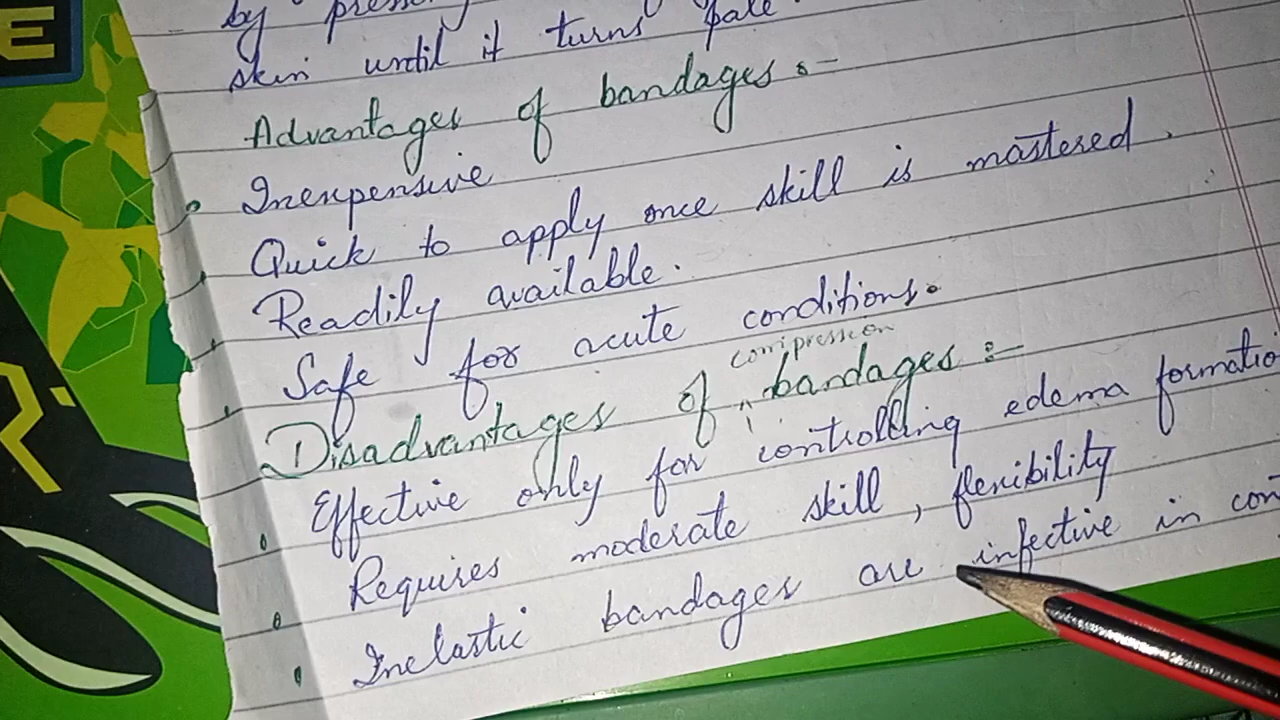 by
skin until it turns pale
Advantages of bandages :-
Inexpensive
Quick to apply once skill is mastered.
Readily available.
Safe for acute conditions.
compression
Disadvantages of bandages :-
Effective only for controlling edema formatio
Requires moderate skill, flexibility
Inelastic bandages are infective in con